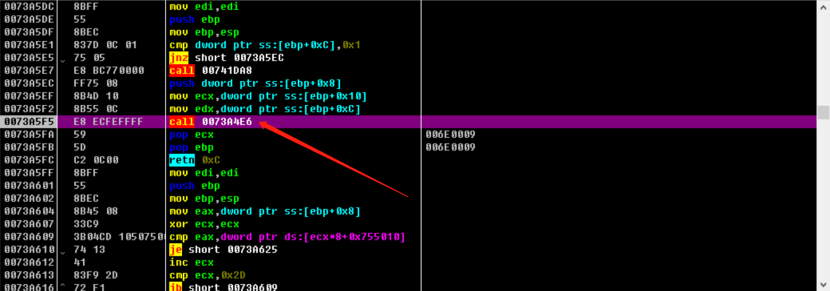 0073A5DC 8BFF mov edi,edi
0073A5DE 55 push ebp
0073A5DF 8BEC mov ebp,esp
0073A5E1 837D 0C 01 cmp dword ptr ss:[ebp+0xC],0x1
0073A5E5 75 05 jnz short 0073A5EC
0073A5E7 E8 BC770000 call 00741DA8
0073A5EC FF75 08 push dword ptr ss:[ebp+0x8]
0073A5EF 8B4D 10 mov ecx,dword ptr ss:[ebp+0x10]
0073A5F2 8B55 0C mov edx,dword ptr ss:[ebp+0xC]
0073A5F5 E8 ECFEFFFF call 0073A4E6
0073A5FA 59 pop ecx 006E0009
0073A5FB 5D pop ebp 006E0009
0073A5FC C2 0C00 retn 0xC
0073A5FF 8BFF mov edi,edi
0073A601 55 push ebp
0073A602 8BEC mov ebp,esp
0073A604 8B45 08 mov eax,dword ptr ss:[ebp+0x8]
0073A607 33C9 xor ecx,ecx
0073A609 3B04CD 1050750 cmp eax,dword ptr ds:[ecx*8+0x755010]
0073A610 74 13 je short 0073A625
0073A612 41 inc ecx
0073A613 83F9 2D cmp ecx,0x2D
0073A616 72 F1 jb short 0073A609